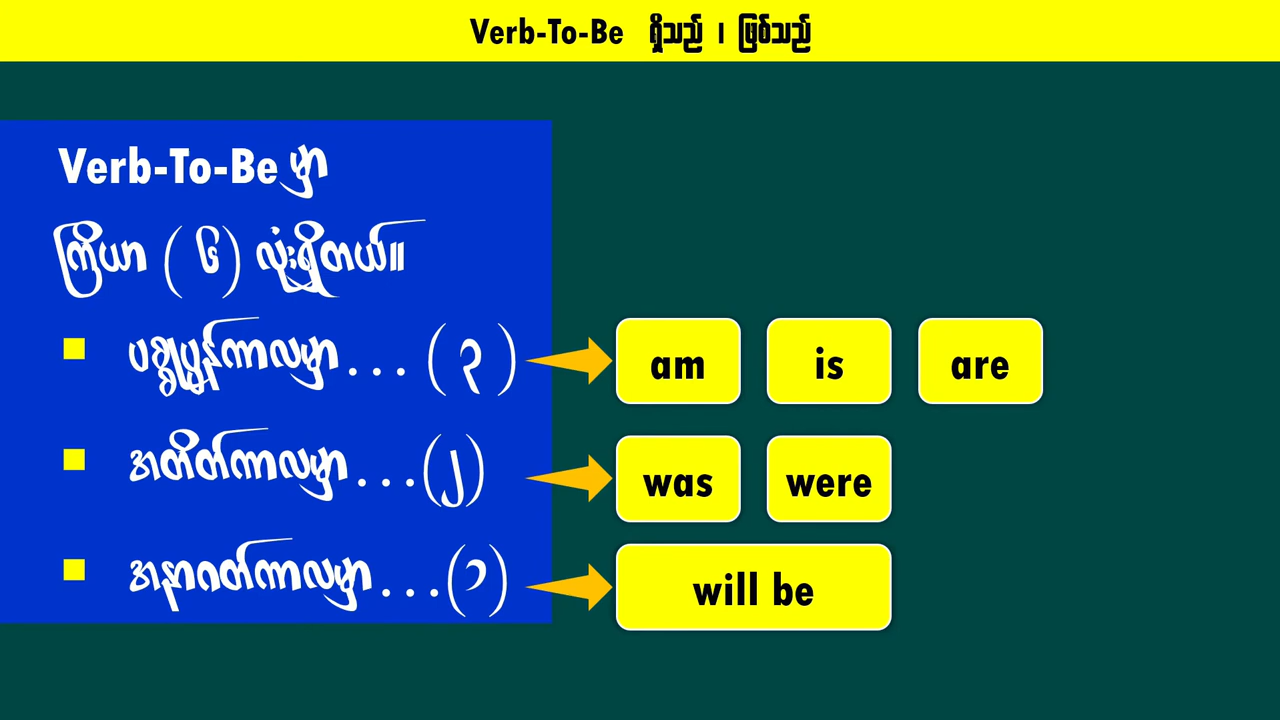 Verb-To-Be ရှိသည် ၊ ဖြစ်သည်
Verb-To-Be မှာ
ကြိယာ ( ၆ ) လုံးရှိတယ်။
ပစ္စုပ္ပန်ကာလမှာ . . . ( ၃ )
am is are
အတိတ်ကာလမှာ . . . (၂)
was were
အနာဂတ်ကာလမှာ . . . (၁)
will be